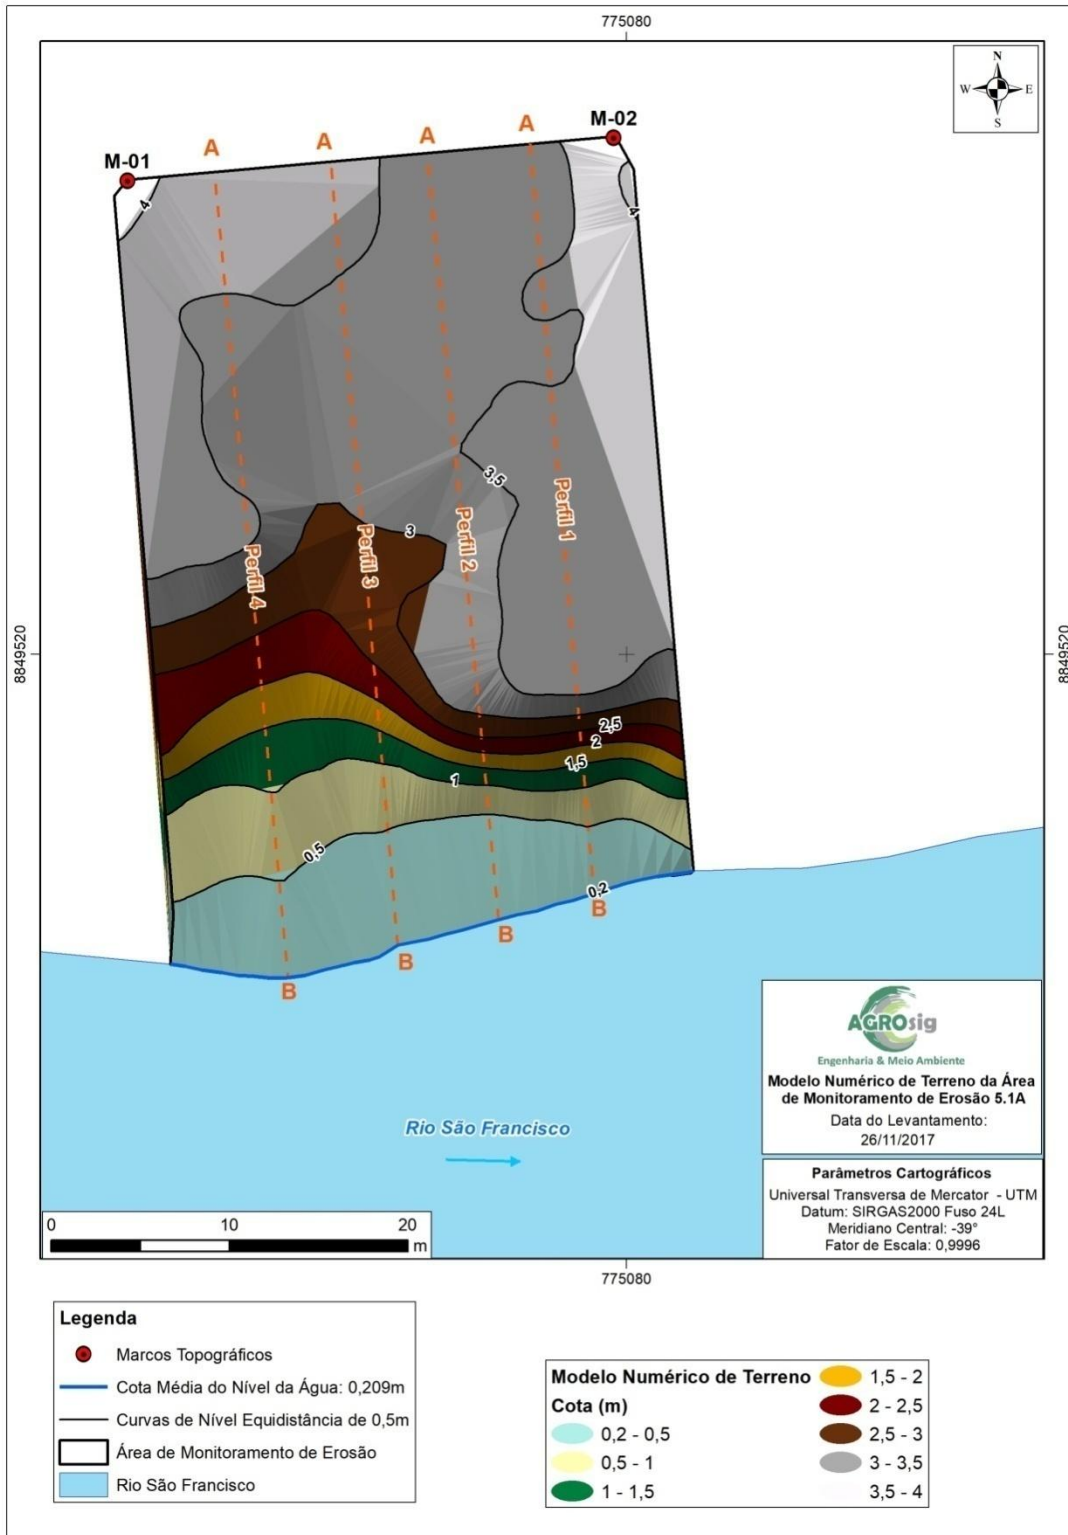 775080
N
W E
S
M-01
A
A
A
A
M-02
4
4
3,5
3
Perfil 4
Perfil 3
Perfil 2
Perfil 1
8849520
8849520
2,5
2
1,5
1
0,5
0,2
B
B
B
B
Rio São Francisco
AGROsig
Engenharia & Meio Ambiente
Modelo Numérico de Terreno da Área
de Monitoramento de Erosão 5.1A
Data do Levantamento:
26/11/2017
Parâmetros Cartográficos
Universal Transversa de Mercator - UTM
Datum: SIRGAS2000 Fuso 24L
Meridiano Central: -39°
Fator de Escala: 0,9996
0 10 20
m
775080
Legenda
Marcos Topográficos
Cota Média do Nível da Água: 0,209m
Curvas de Nível Equidistância de 0,5m
Área de Monitoramento de Erosão
Rio São Francisco
Modelo Numérico de Terreno
Cota (m)
0,2 - 0,5
0,5 - 1
1 - 1,5
1,5 - 2
2 - 2,5
2,5 - 3
3 - 3,5
3,5 - 4